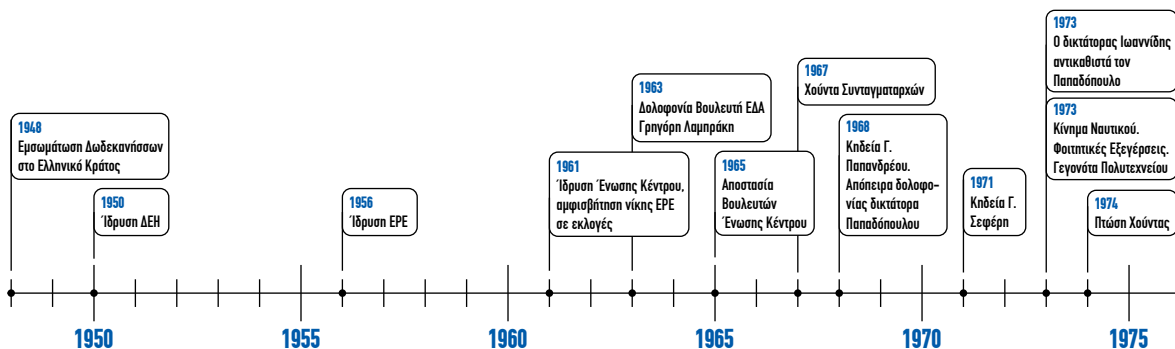 1948
Εμσωμάτωση Δωδεκανήσσων
στο Ελληνικό Κράτος
1950
Ίδρυση ΔΕΗ
1956
Ίδρυση ΕΡΕ
1961
Ίδρυση Ένωσης Κέντρου,
αμφισβήτηση νίκης ΕΡΕ
σε εκλογές
1963
Δολοφονία Βουλευτή ΕΔΑ
Γρηγόρη Λαμπράκη
1965
Αποστασία
Βουλευτών
Ένωσης Κέντρου
1967
Χούντα Συνταγματαρχών
1968
Κηδεία Γ.
Παπανδρέου.
Απόπειρα δολοφο-
νίας δικτάτορα
Παπαδόπουλου
1971
Κηδεία Γ.
Σεφέρη
1973
Ο δικτάτορας Ιωαννίδης
αντικαθιστά τον
Παπαδόπουλο
1973
Κίνημα Ναυτικού.
Φοιτητικές Εξεγέρσεις.
Γεγονότα Πολυτεχνείου
1974
Πτώση Χούντας
1950
1955
1960
1965
1970
1975